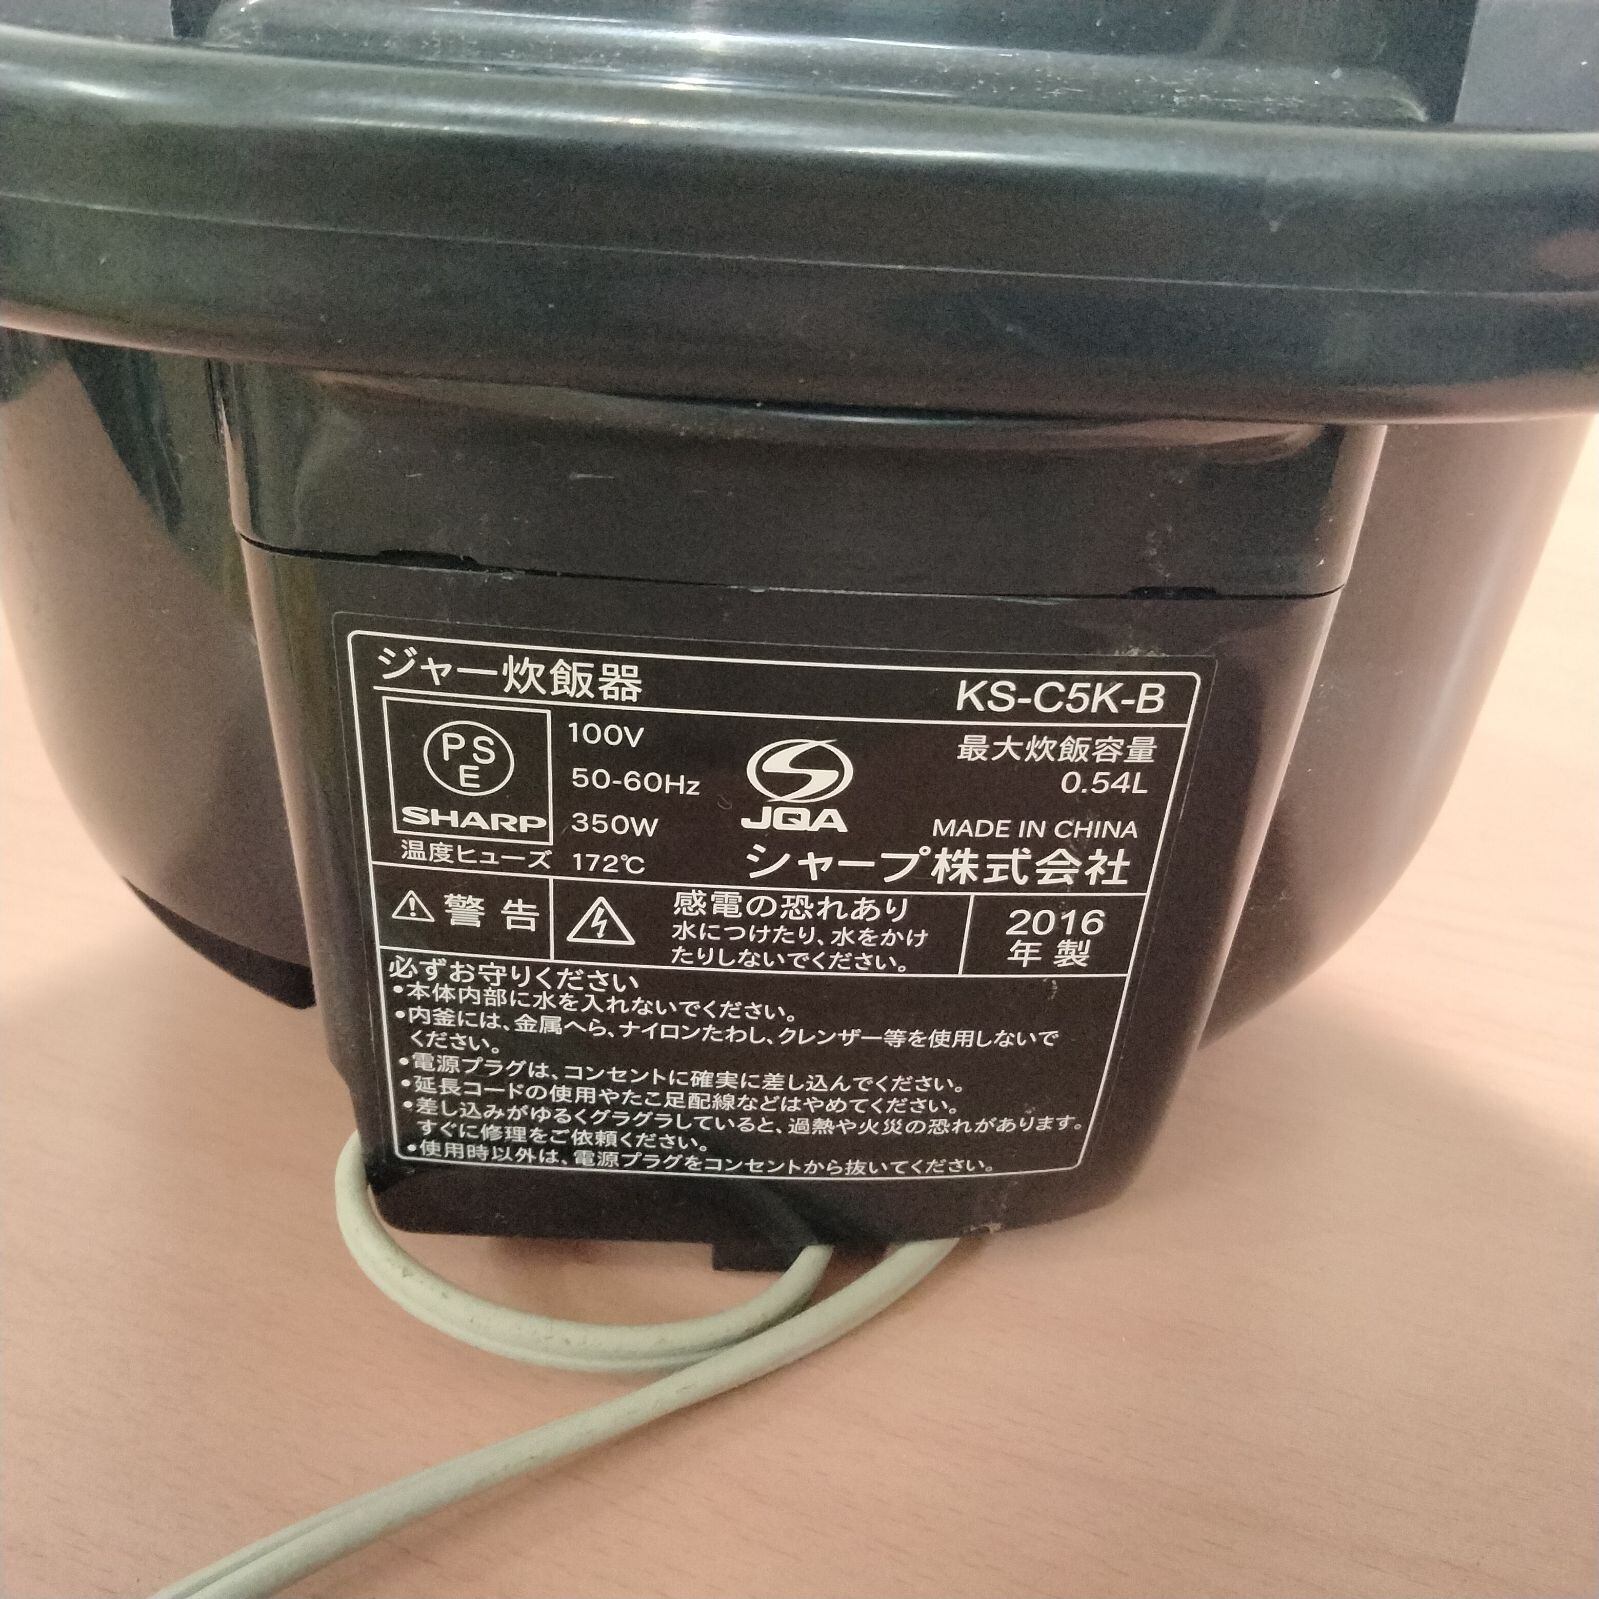 ジャー炊飯器 KS-C5K-B
PSE
SHARP
100V
50-60Hz
350W
温度ヒューズ 172℃
JQA
最大炊飯容量
0.54L
MADE IN CHINA
シャープ株式会社
警告
感電の恐れあり
水につけたり、水をかけ
たりしないでください。
2016
年製
必ずお守りください
•本体内部に水を入れないでください。
•内釜には、金属へら、ナイロンたわし、クレンザー等を使用しないで
ください。
•電源プラグは、コンセントに確実に差し込んでください。
•延長コードの使用やたこ足配線などはやめてください。
•差し込みがゆるくグラグラしていると、過熱や火災の恐れがあります。
すぐに修理をご依頼ください。
•使用時以外は、電源プラグをコンセントから抜いてください。